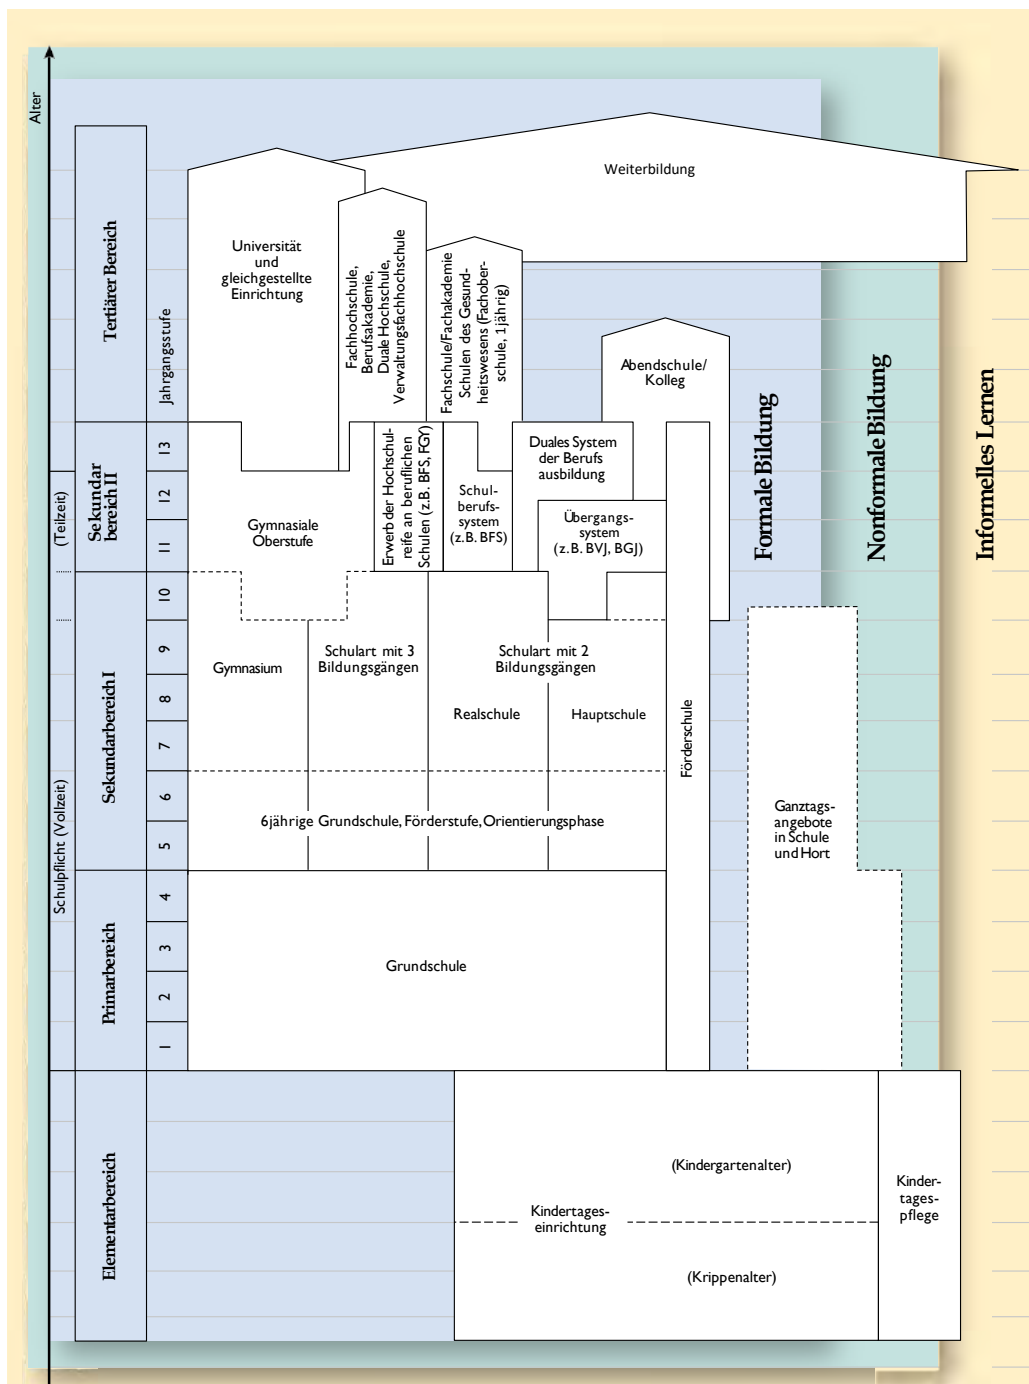 Alter
Weiterbildung
Tertiärer Bereich
Jahrgangsstufe
Universität
und
gleichgestellte
Einrichtung
Fachhochschule,
Berufsakademie,
Duale Hochschule,
Verwaltungsfachhochschule
Fachschule/Fachakademie
Schulen des Gesund-
heitswesens (Fachober-
schule, 1jährig)
Abendschule/
Kolleg
Formale Bildung
Nonformale Bildung
Informelles Lernen
(Teilzeit)
Sekundar
bereich II
13
12
11
Gymnasiale
Oberstufe
Erwerb der Hochschul-
reife an beruflichen
Schulen (z.B. BFS, FGY)
Schul-
berufs-
system
(z.B. BFS)
Duales System
der Berufs
ausbildung
Übergangs-
system
(z.B. BVJ, BGJ)
Schulpflicht (Vollzeit)
Sekundarbereich I
10
9
8
7
6
5
Gymnasium
Schulart mit 3
Bildungsgängen
Schulart mit 2
Bildungsgängen
Realschule
Hauptschule
Förderschule
6jährige Grundschule, Förderstufe, Orientierungsphase
Ganztags-
angebote
in Schule
und Hort
Primarbereich
4
3
2
1
Grundschule
Elementarbereich
(Kindergartenalter)
Kindertages-
einrichtung
(Krippenalter)
Kinder-
tages-
pflege